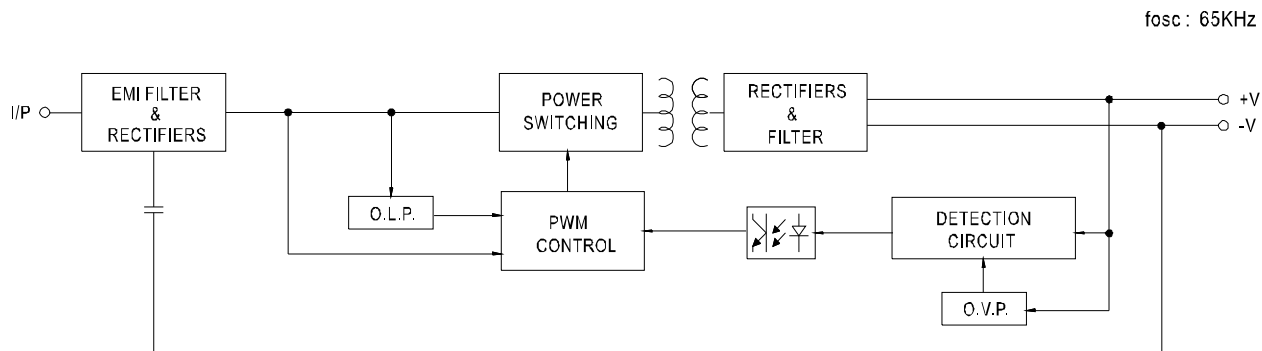 fosc : 65KHz
I/P
EMI FILTER
&
RECTIFIERS
POWER
SWITCHING
RECTIFIERS
&
FILTER
+V
-V
O.L.P.
PWM
CONTROL
DETECTION
CIRCUIT
O.V.P.